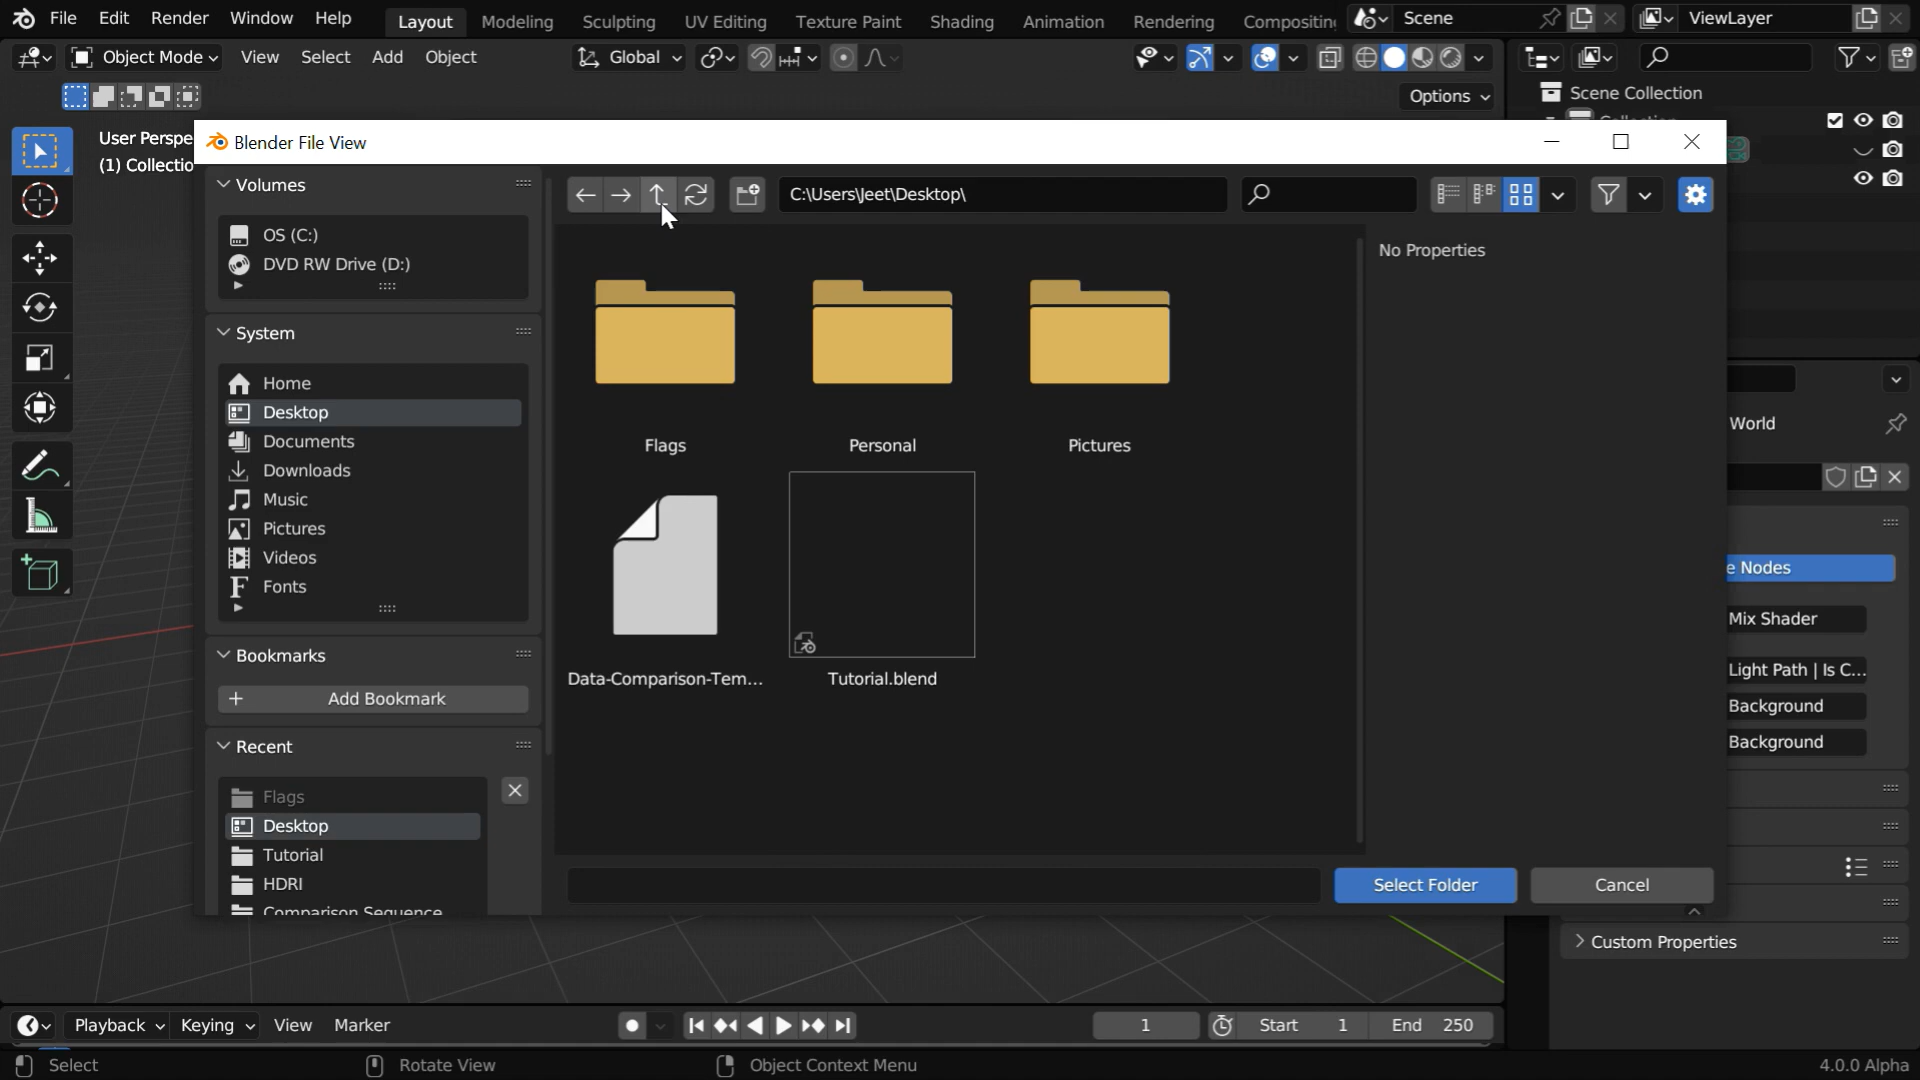 File Edit Render Window Help Layout Modeling Sculpting UV Editing Texture Paint Shading Animation Rendering Compositing Scene ViewLayer
Object Mode View Select Add Object Global
Options
Scene Collection
User Perspe
(1) Collectio
Blender File View
Volumes
OS (C:)
DVD RW Drive (D:)
System
Home
Desktop
Documents
Downloads
Music
Pictures
Videos
Fonts
Bookmarks
Add Bookmark
Recent
Flags
Desktop
Tutorial
HDRI
Comparison Sequence
C:\Users\Jeet\Desktop\
Flags Personal Pictures
Data-Comparison-Tem... Tutorial.blend
No Properties
Select Folder Cancel
World
e Nodes
Mix Shader
Light Path | Is C...
Background
Background
Custom Properties
Playback Keying View Marker 1 Start 1 End 250
Select Rotate View Object Context Menu 4.0.0 Alpha